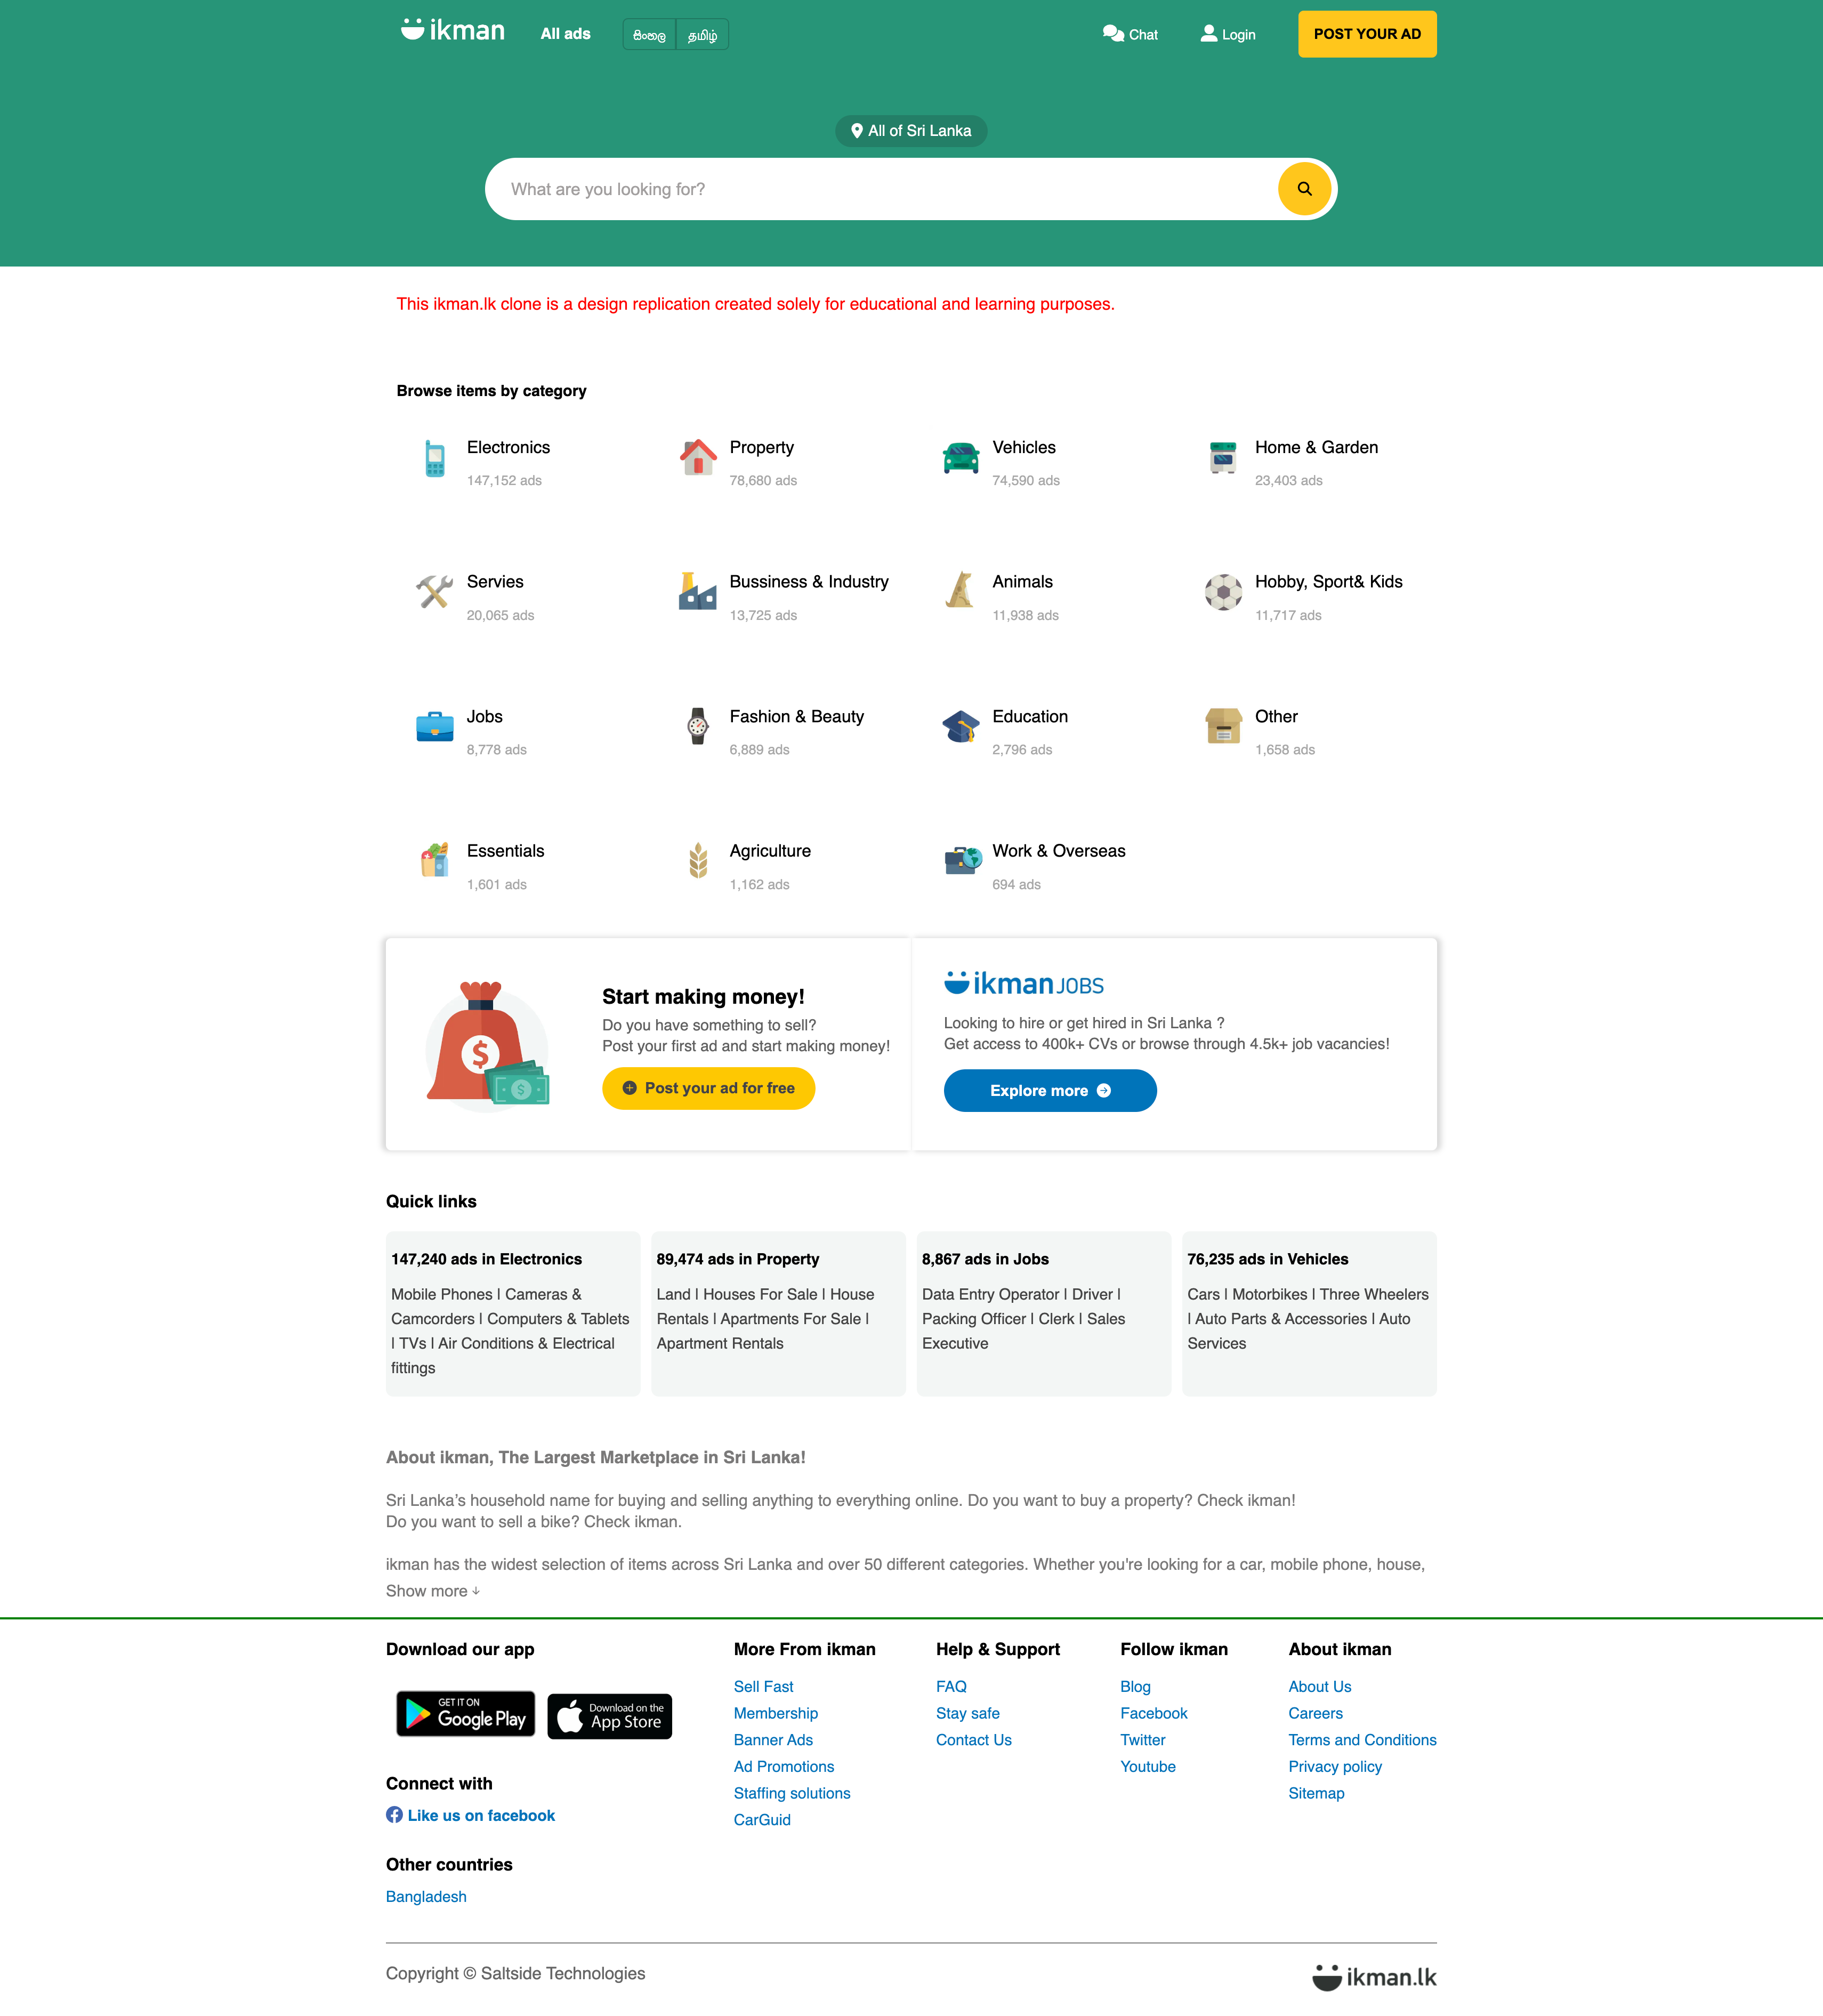 ikman All ads සිංහල தமிழ் Chat Login POST YOUR AD
All of Sri Lanka
What are you looking for?
This ikman.lk clone is a design replication created solely for educational and learning purposes.
Browse items by category
Electronics
147,152 ads
Property
78,680 ads
Vehicles
74,590 ads
Home & Garden
23,403 ads
Servies
20,065 ads
Bussiness & Industry
13,725 ads
Animals
11,938 ads
Hobby, Sport& Kids
11,717 ads
Jobs
8,778 ads
Fashion & Beauty
6,889 ads
Education
2,796 ads
Other
1,658 ads
Essentials
1,601 ads
Agriculture
1,162 ads
Work & Overseas
694 ads
Start making money!
Do you have something to sell?
Post your first ad and start making money!
Post your ad for free
ikman JOBS
Looking to hire or get hired in Sri Lanka ?
Get access to 400k+ CVs or browse through 4.5k+ job vacancies!
Explore more
Quick links
147,240 ads in Electronics
Mobile Phones | Cameras &
Camcorders | Computers & Tablets
| TVs | Air Conditions & Electrical
fittings
89,474 ads in Property
Land | Houses For Sale | House
Rentals | Apartments For Sale |
Apartment Rentals
8,867 ads in Jobs
Data Entry Operator | Driver |
Packing Officer | Clerk | Sales
Executive
76,235 ads in Vehicles
Cars | Motorbikes | Three Wheelers
| Auto Parts & Accessories | Auto
Services
About ikman, The Largest Marketplace in Sri Lanka!
Sri Lanka’s household name for buying and selling anything to everything online. Do you want to buy a property? Check ikman!
Do you want to sell a bike? Check ikman.
ikman has the widest selection of items across Sri Lanka and over 50 different categories. Whether you're looking for a car, mobile phone, house,
Show more ↓
Download our app
GET IT ON
Google Play
Download on the
App Store
Connect with
Like us on facebook
Other countries
Bangladesh
More From ikman
Sell Fast
Membership
Banner Ads
Ad Promotions
Staffing solutions
CarGuid
Help & Support
FAQ
Stay safe
Contact Us
Follow ikman
Blog
Facebook
Twitter
Youtube
About ikman
About Us
Careers
Terms and Conditions
Privacy policy
Sitemap
Copyright © Saltside Technologies
ikman.lk